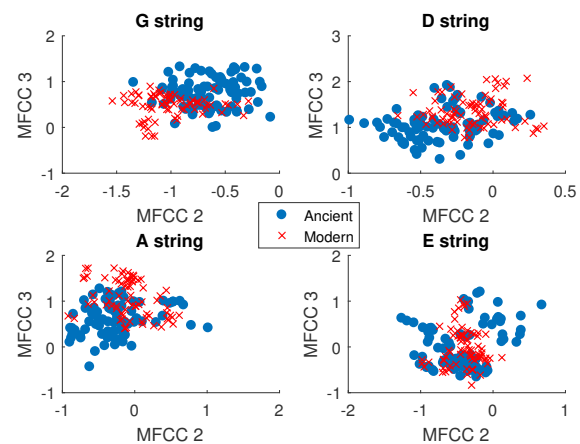 G string
MFCC 3
2
1
0
-1
-2
-1.5
-1
-0.5
0
MFCC 2
D string
MFCC 3
3
2
1
0
-1
-0.5
0
0.5
MFCC 2
Ancient
Modern
A string
MFCC 3
2
1
0
-1
-1
0
1
2
MFCC 2
E string
MFCC 3
2
1
0
-1
-2
-1
0
1
2
MFCC 2